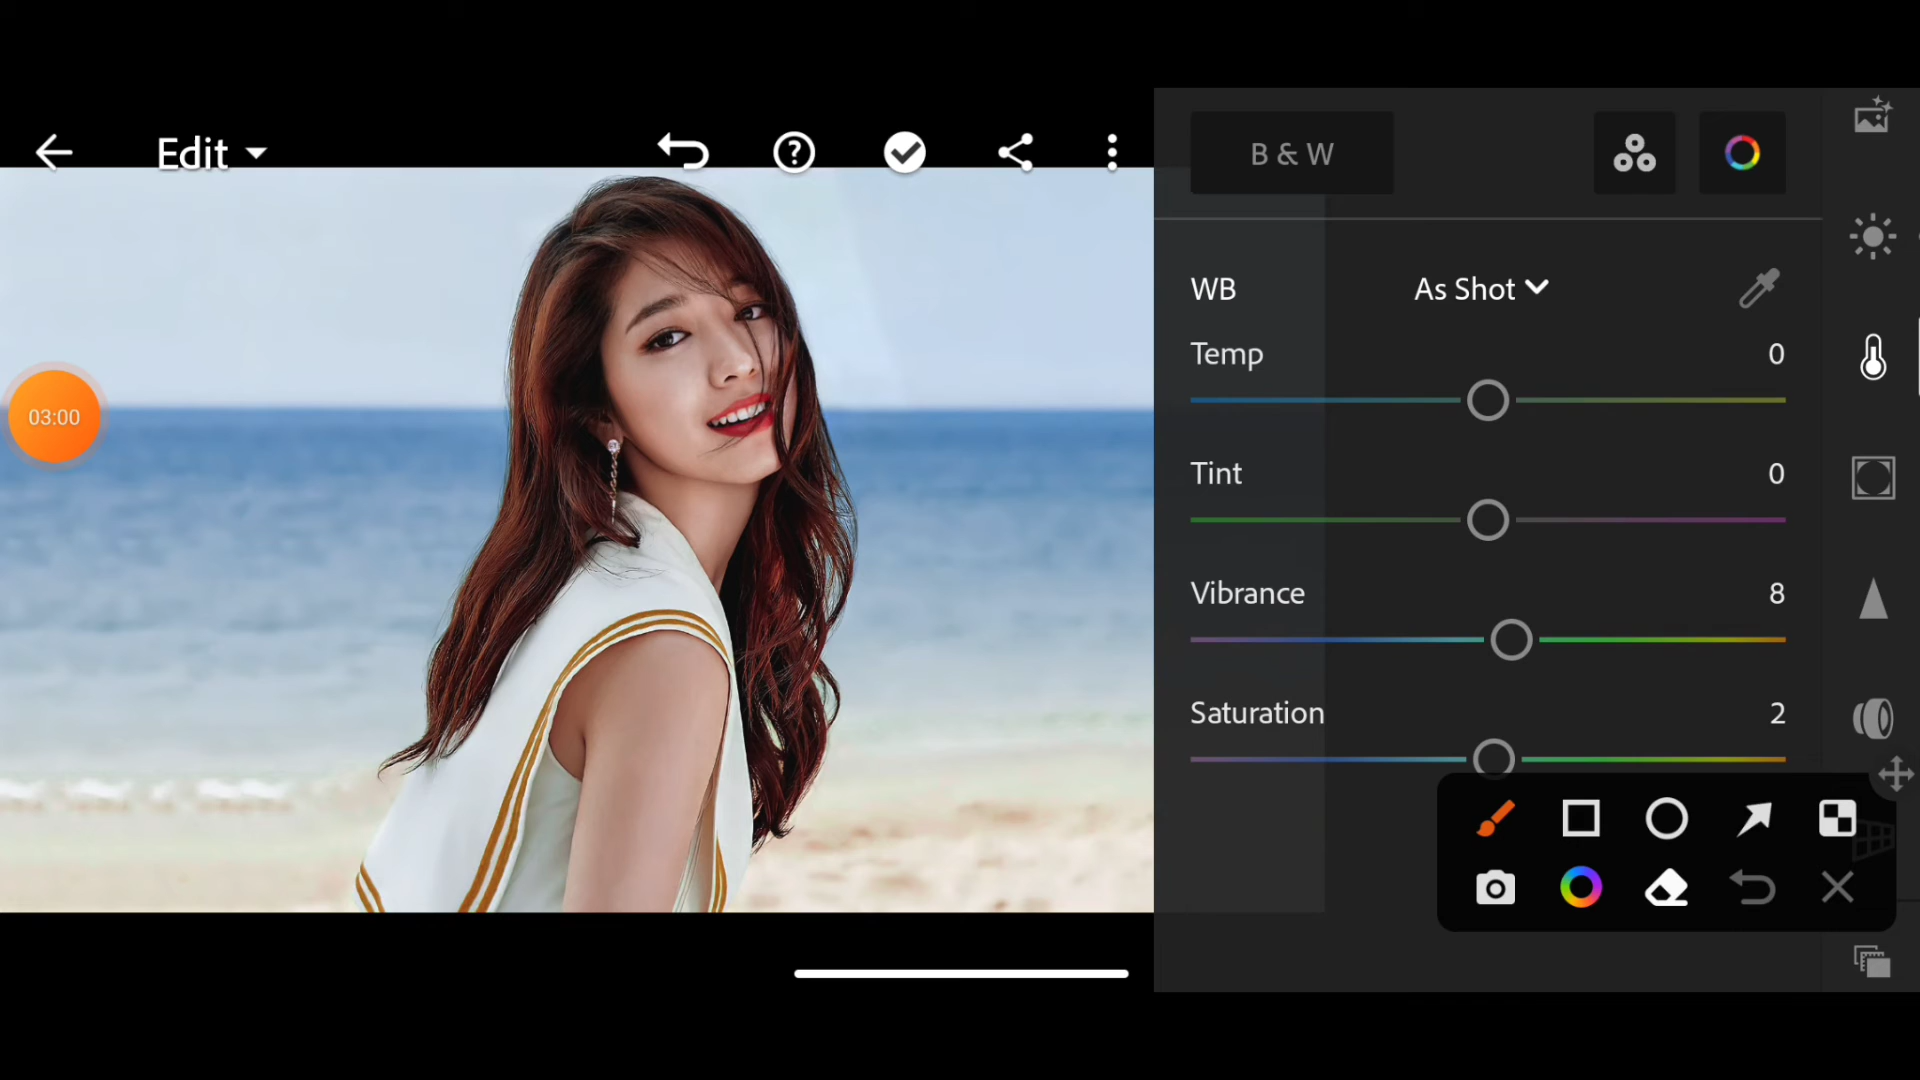 Edit
B & W
WB As Shot
Temp 0
03:00
Tint 0
Vibrance 8
Saturation 2